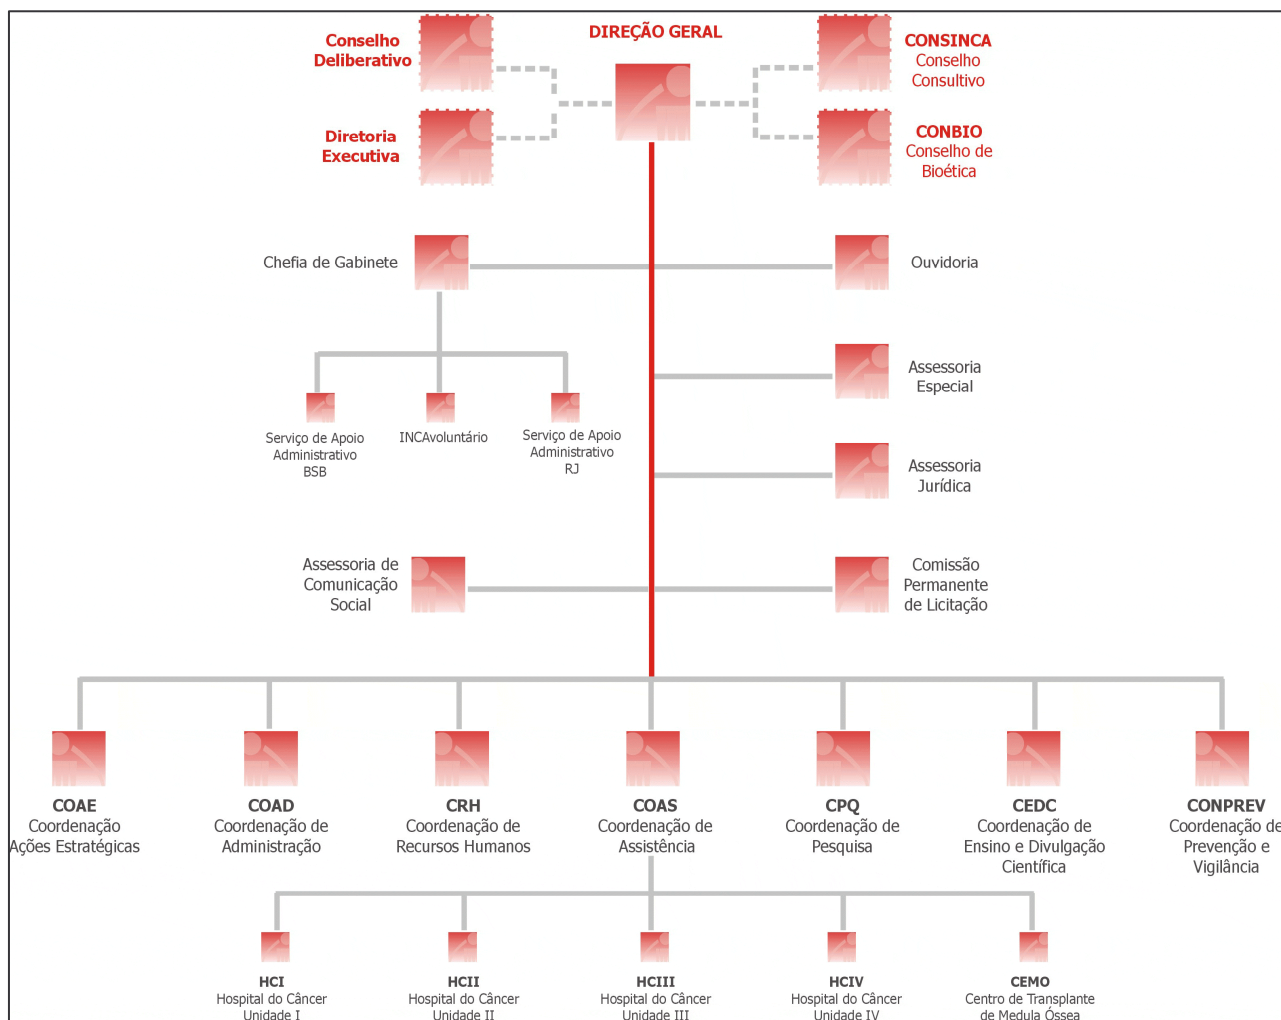 Conselho
Deliberativo
DIREÇÃO GERAL
CONSINCA
Conselho
Consultivo
Diretoria
Executiva
CONBIO
Conselho de
Bioética
Chefia de Gabinete
Ouvidoria
Assessoria
Especial
Serviço de Apoio
Administrativo
BSB
INCAvoluntário
Serviço de Apoio
Administrativo
RJ
Assessoria
Jurídica
Assessoria de
Comunicação
Social
Comissão
Permanente
de Licitação
COAE
Coordenação
Ações Estratégicas
COAD
Coordenação de
Administração
CRH
Coordenação de
Recursos Humanos
COAS
Coordenação de
Assistência
CPQ
Coordenação de
Pesquisa
CEDC
Coordenação de
Ensino e Divulgação
Científica
CONPREV
Coordenação de
Prevenção e
Vigilância
HCI
Hospital do Câncer
Unidade I
HCII
Hospital do Câncer
Unidade II
HCIII
Hospital do Câncer
Unidade III
HCIV
Hospital do Câncer
Unidade IV
CEMO
Centro de Transplante
de Medula Óssea